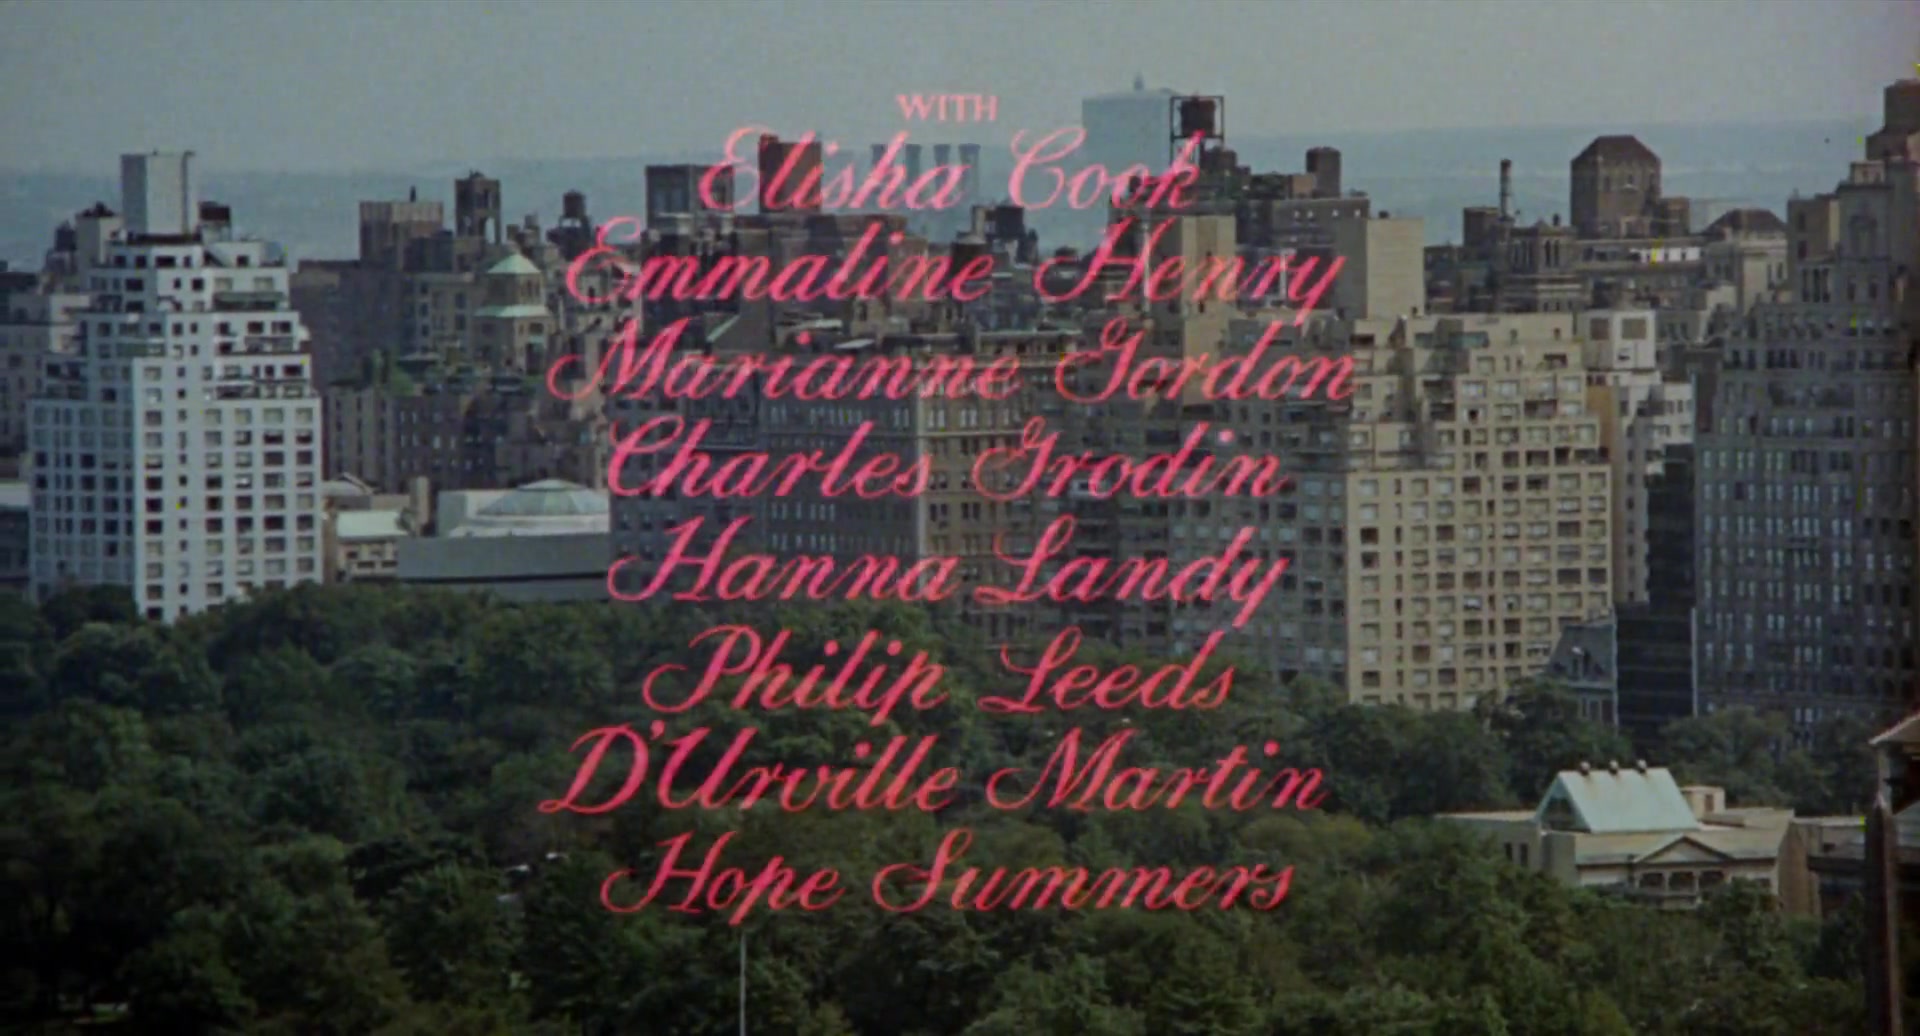 WITH
Elisha Cook
Emmaline Henry
Marianne Gordon
Charles Grodin
Hanna Landy
Philip Leeds
D'Urville Martin
Hope Summers